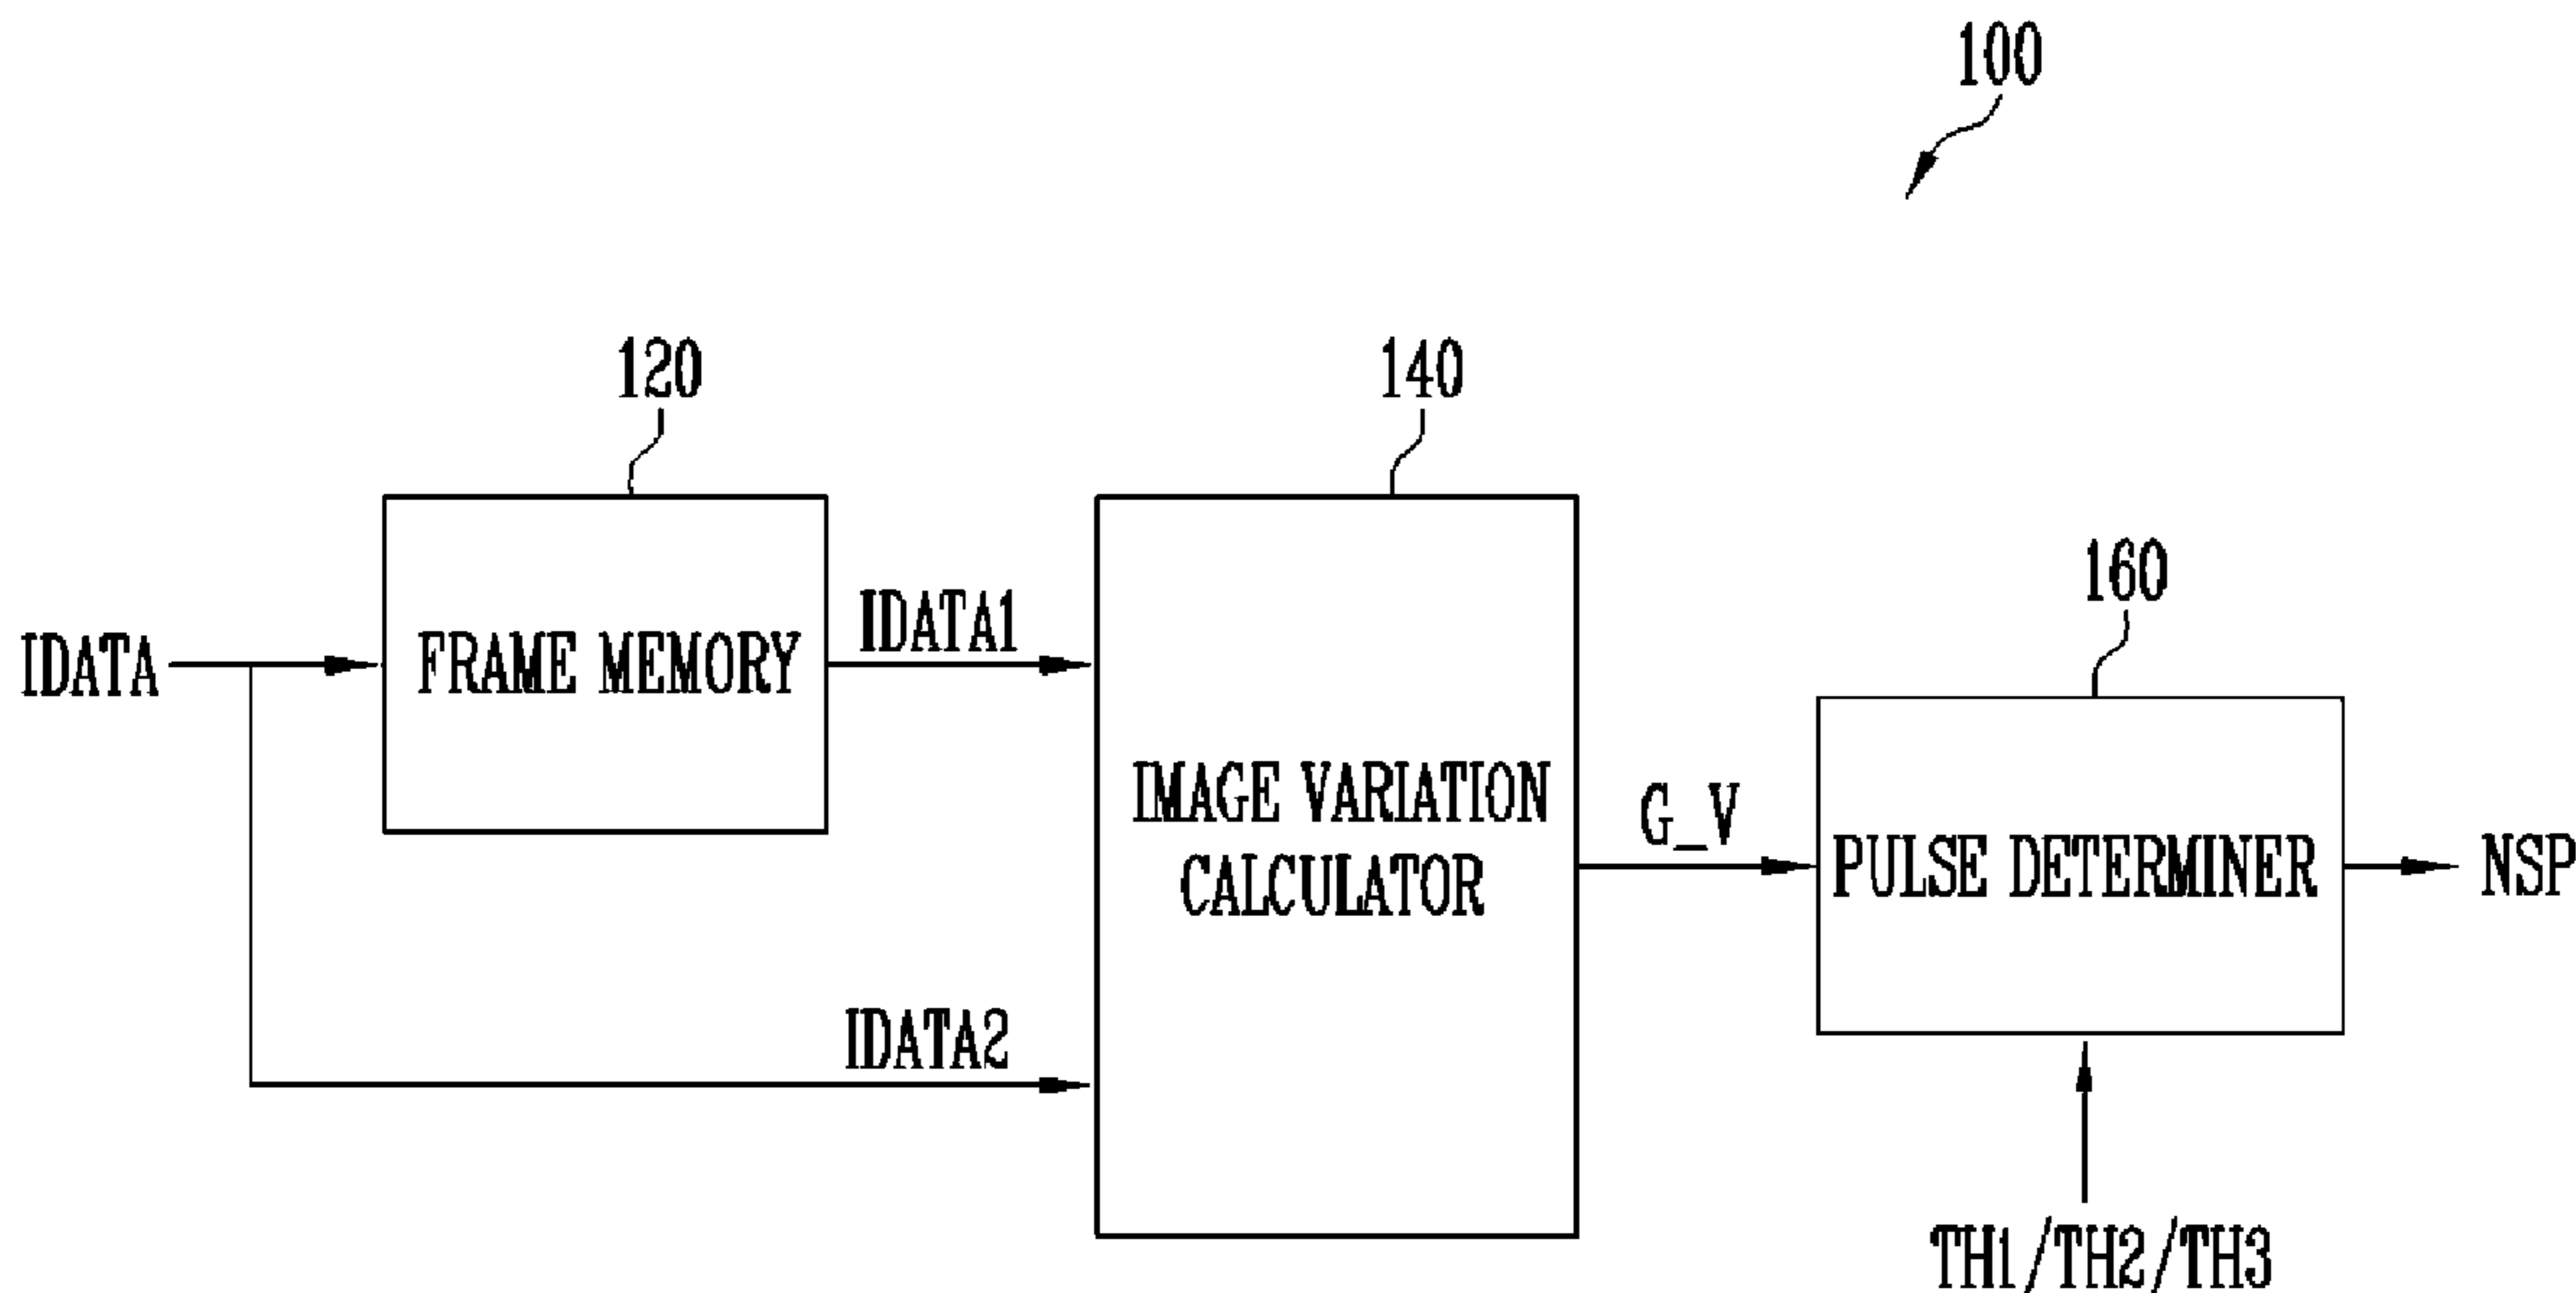 100
120
140
160
IDATA
FRAME MEMORY
IDATA1
IDATA2
IMAGE VARIATION
CALCULATOR
G_V
PULSE DETERMINER
NSP
TH1/TH2/TH3